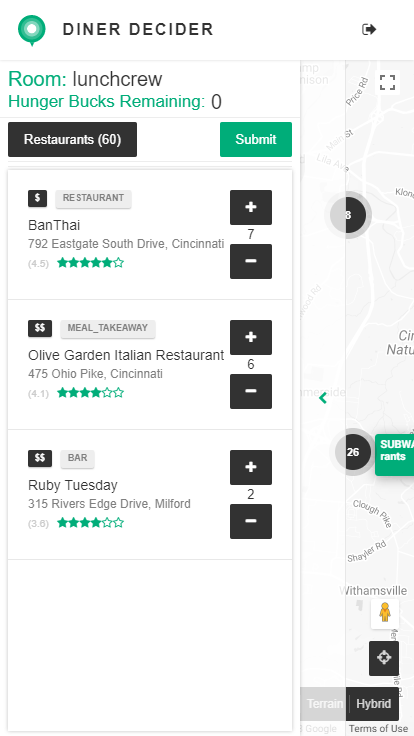 DINER DECIDER
Room: lunchcrew
Hunger Bucks Remaining: 0
Restaurants (60)
Submit
$ RESTAURANT
BanThai
792 Eastgate South Drive, Cincinnati
(4.5)
7
$$ MEAL_TAKEAWAY
Olive Garden Italian Restaurant
475 Ohio Pike, Cincinnati
(4.1)
6
$$ BAR
Ruby Tuesday
315 Rivers Edge Drive, Milford
(3.6)
2
Price Rd
Main St
8
26
SUBWA
rants
Clough Pike
Shayler Rd
Withamsville
Terrain
Hybrid
Google
Terms of Use